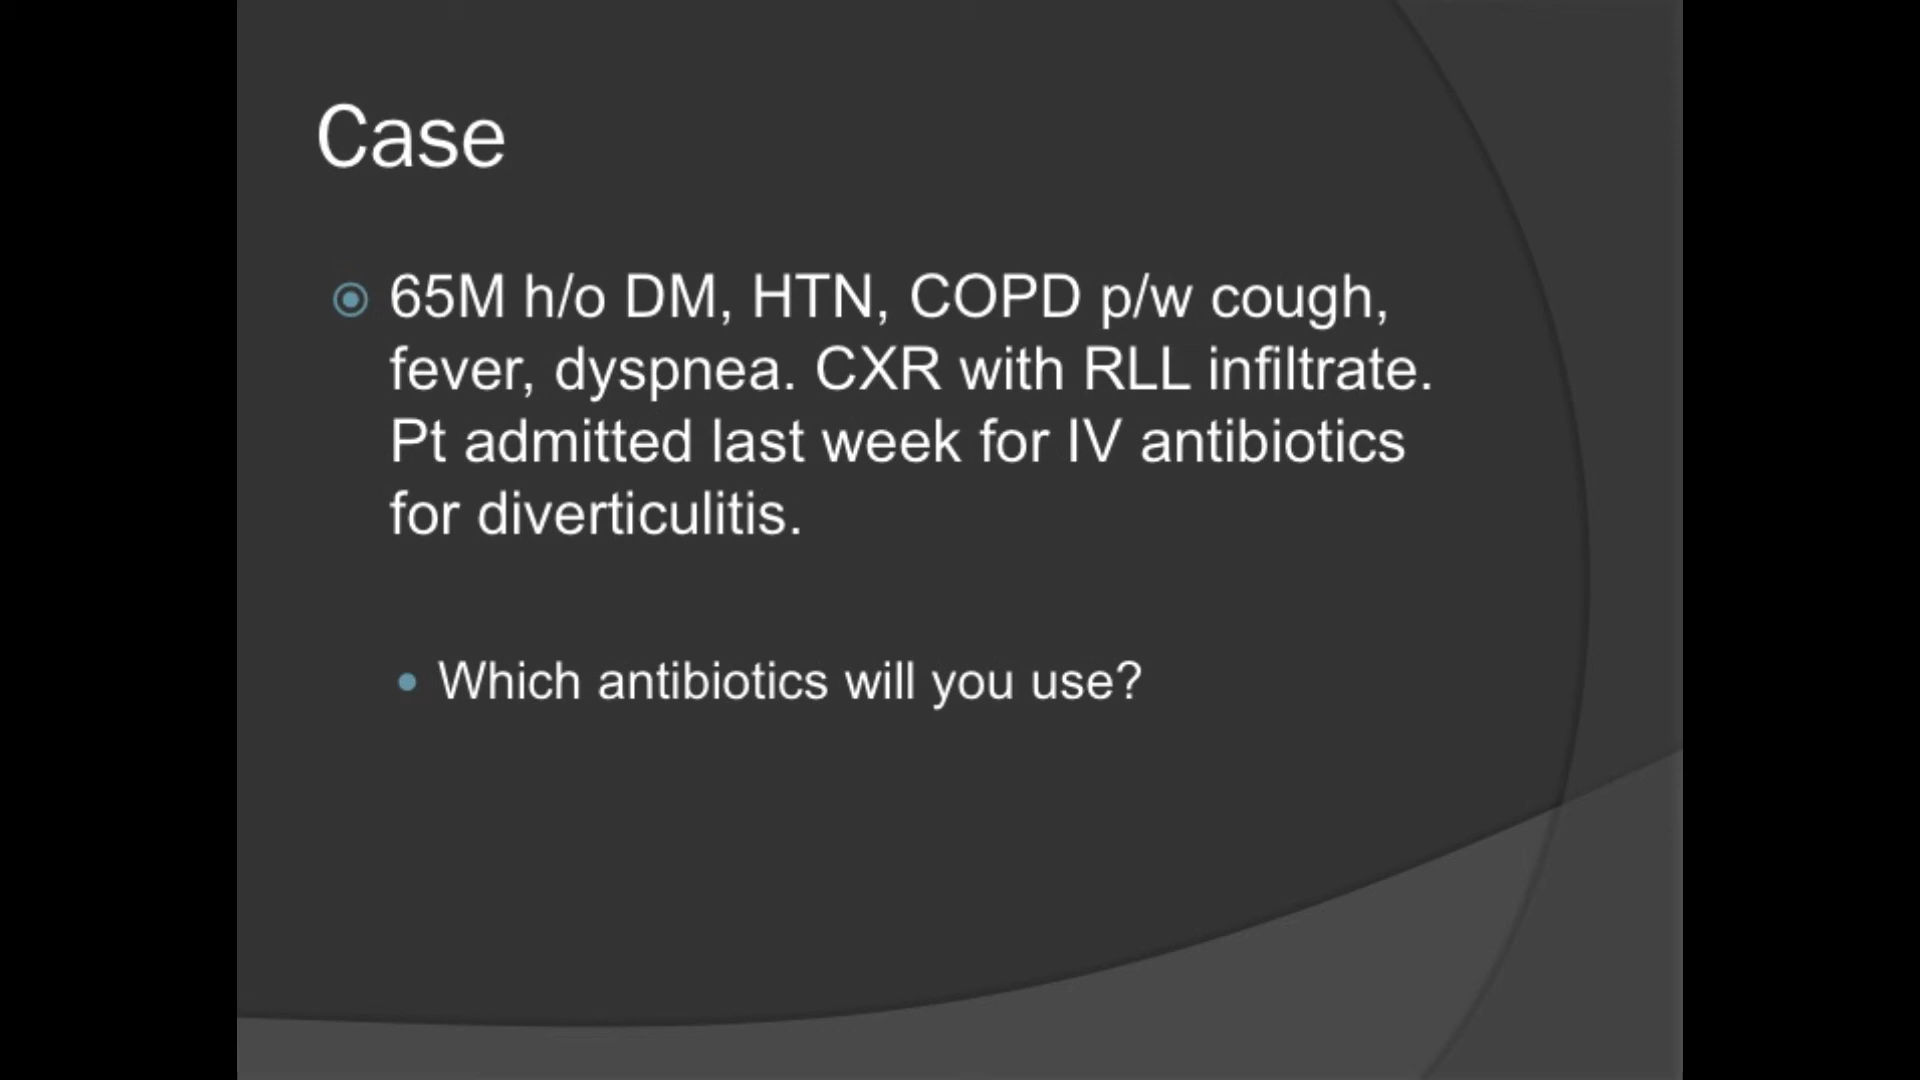 Case
65M h/o DM, HTN, COPD p/w cough,
fever, dyspnea. CXR with RLL infiltrate.
Pt admitted last week for IV antibiotics
for diverticulitis.
Which antibiotics will you use?